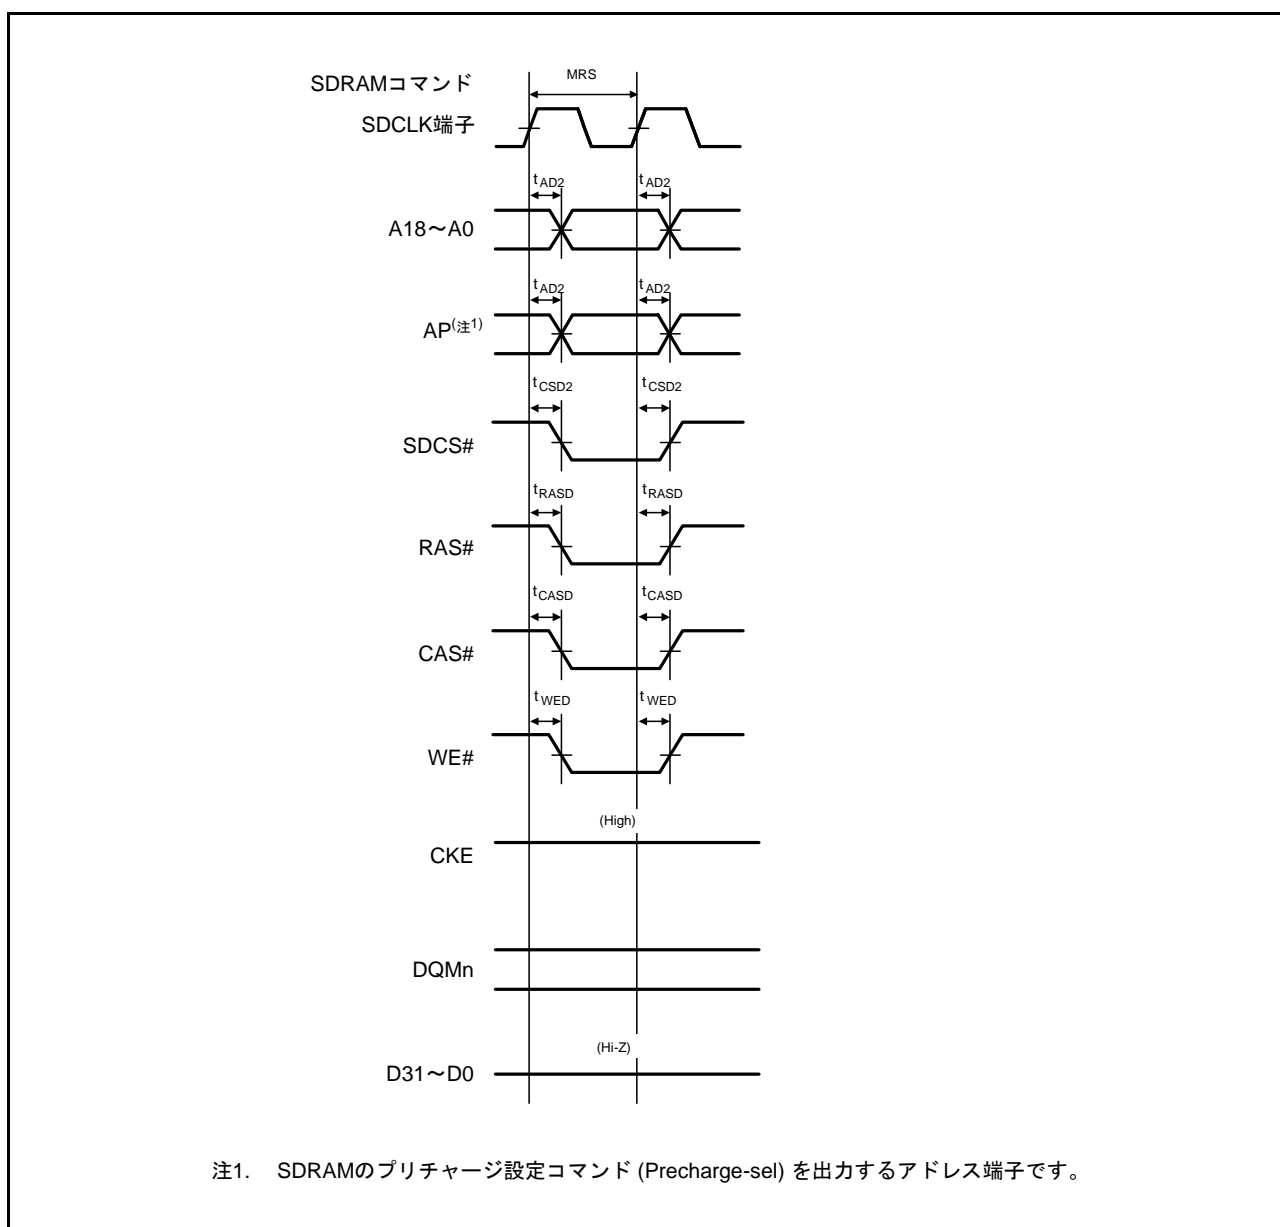 SDRAMコマンド MRS
SDCLK端子
tAD2 tAD2
A18～A0
tAD2 tAD2
AP(注1)
tCSD2 tCSD2
SDCS#
tRASD tRASD
RAS#
tCASD tCASD
CAS#
tWED tWED
WE#
(High)
CKE
DQMn
(Hi-Z)
D31～D0
注1. SDRAMのプリチャージ設定コマンド (Precharge-sel) を出力するアドレス端子です。